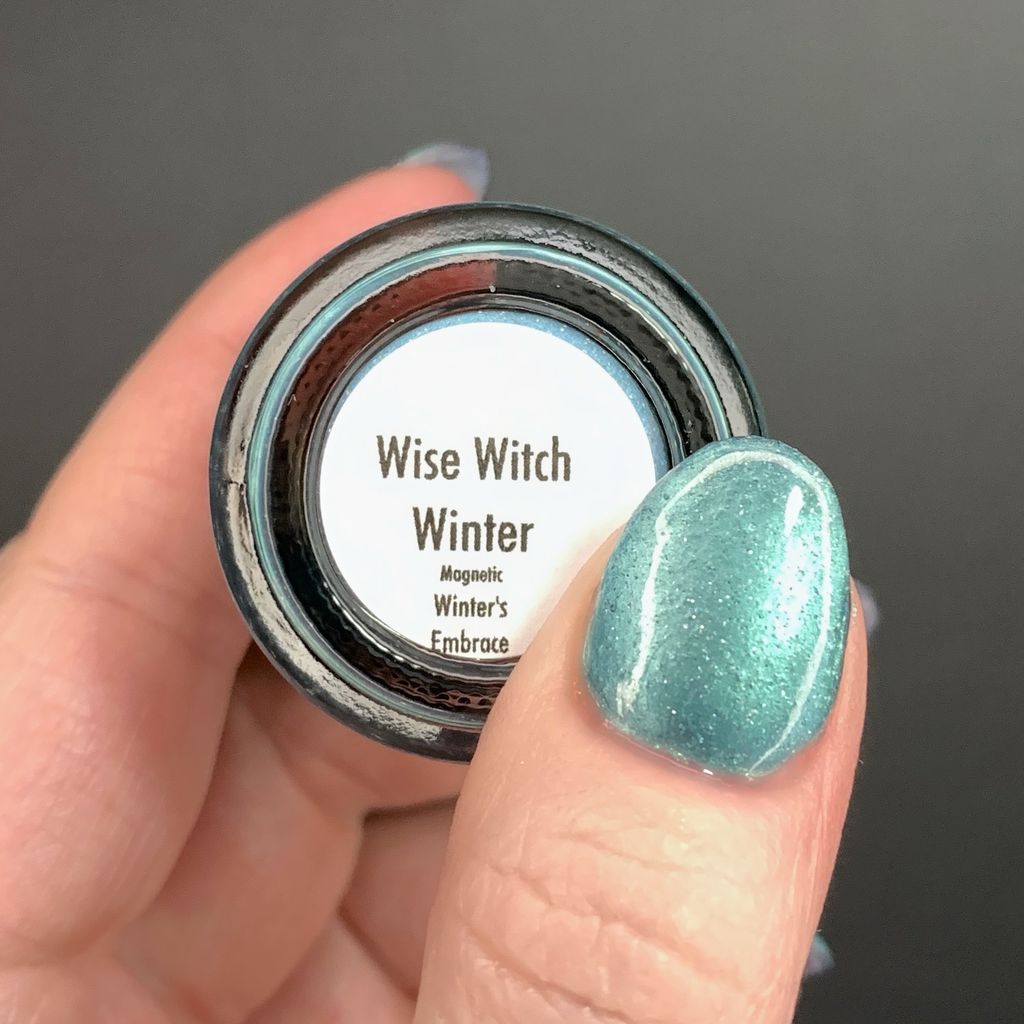 Wise Witch
Winter
Magnetic
Winter's
Embrace